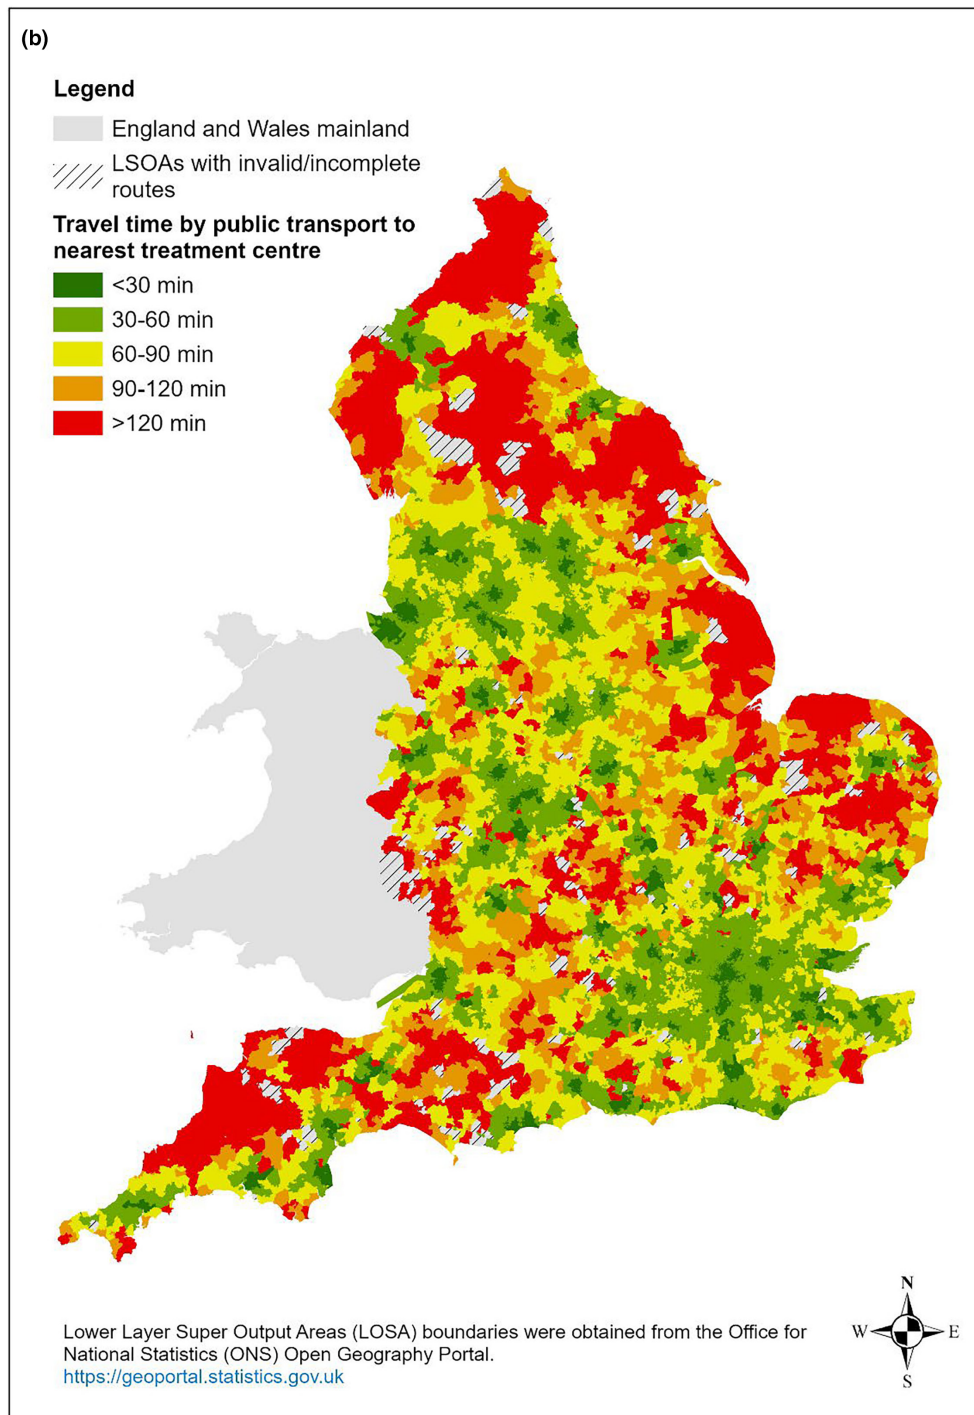 (b)
Legend
England and Wales mainland
LSOAs with invalid/incomplete
routes
Travel time by public transport to
nearest treatment centre
<30 min
30-60 min
60-90 min
90-120 min
>120 min
Lower Layer Super Output Areas (LOSA) boundaries were obtained from the Office for
National Statistics (ONS) Open Geography Portal.
https://geoportal.statistics.gov.uk
N
W E
S